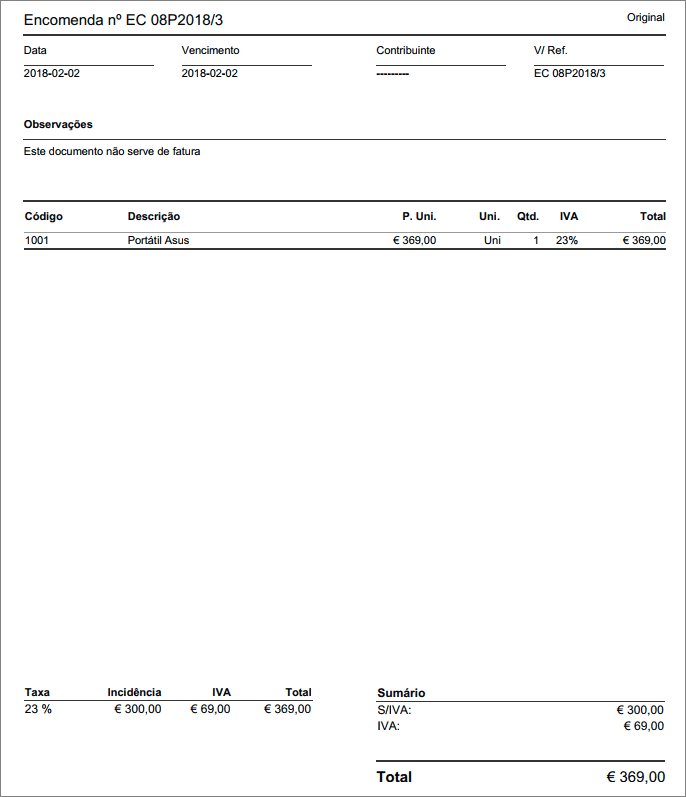 Encomenda nº EC 08P2018/3 Original
Data Vencimento Contribuinte V/ Ref.
2018-02-02 2018-02-02 --------- EC 08P2018/3
Observações
Este documento não serve de fatura
Código Descrição P. Uni. Uni. Qtd. IVA Total
1001 Portátil Asus € 369,00 Uni 1 23% € 369,00
Taxa Incidência IVA Total
23 % € 300,00 € 69,00 € 369,00
Sumário
S/IVA: € 300,00
IVA: € 69,00
Total € 369,00